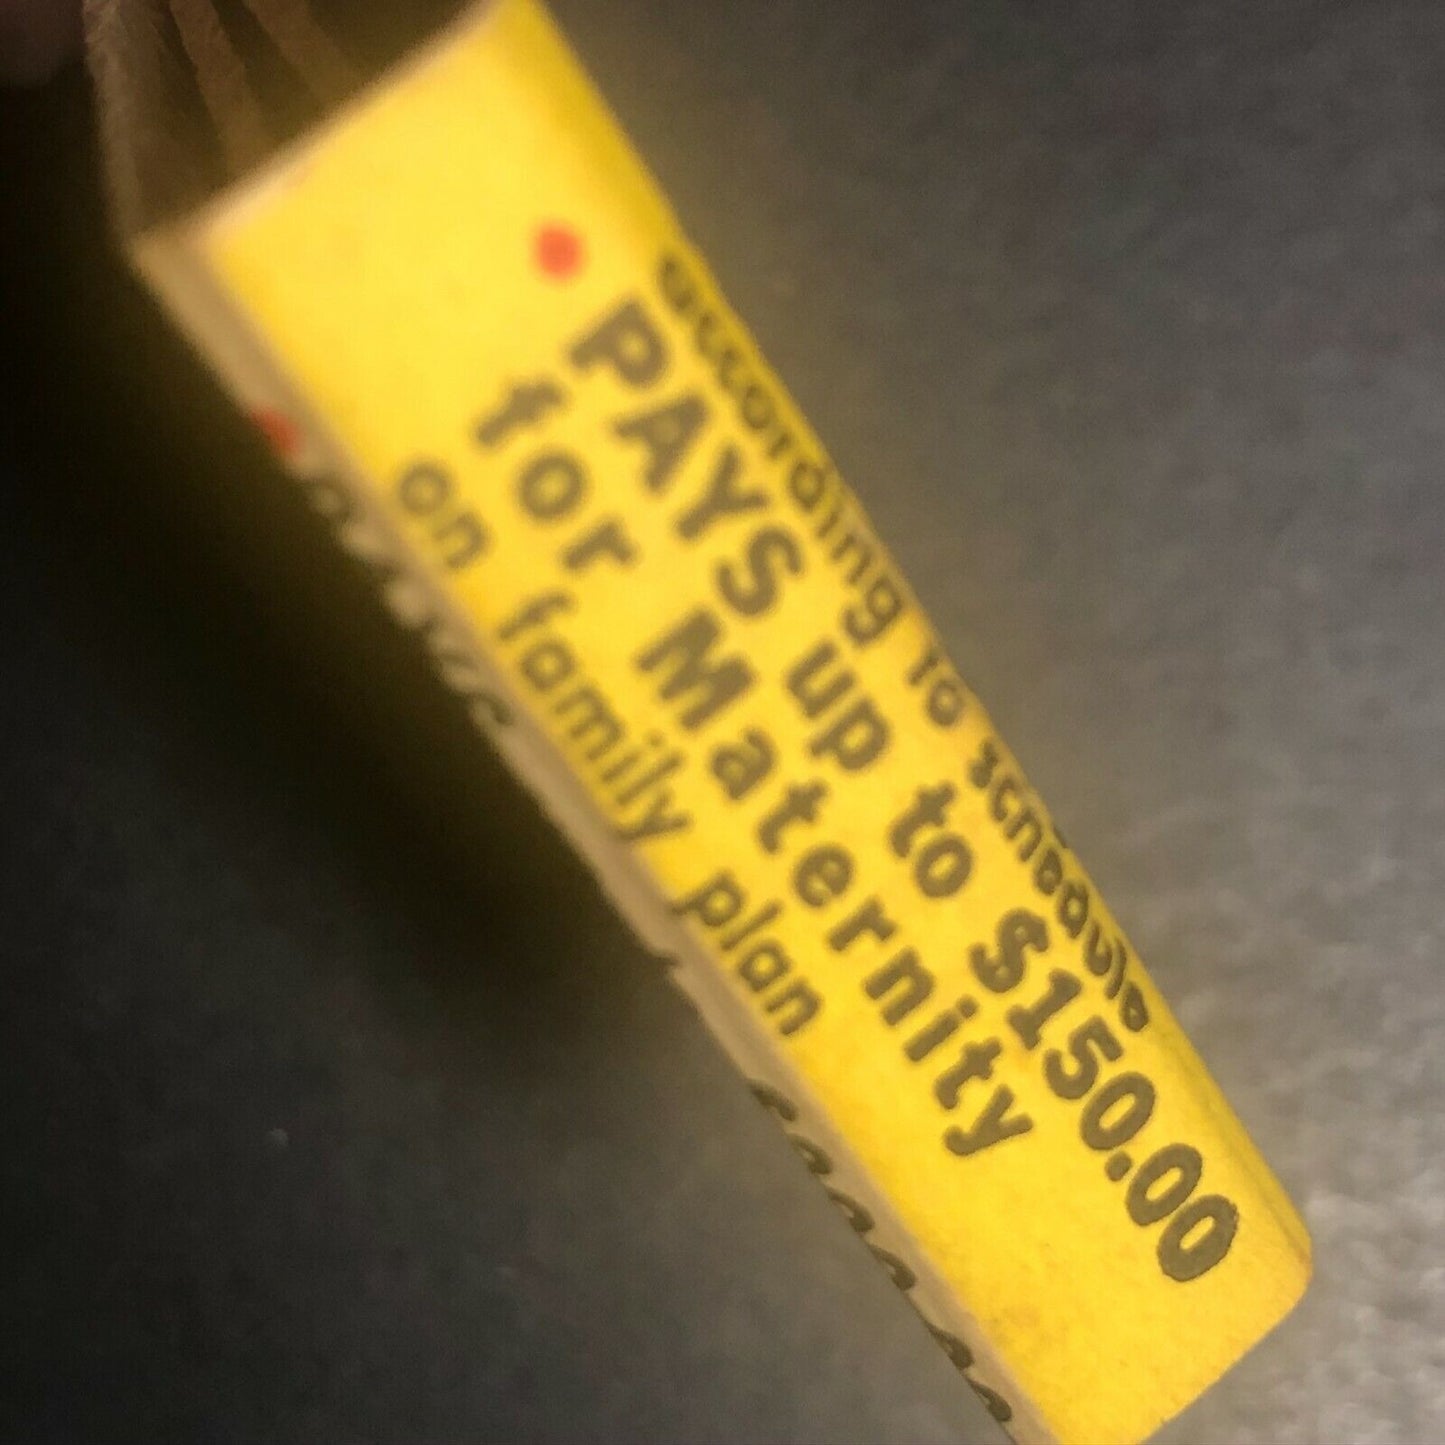 according to schedule
• PAYS up to $150.00
for Maternity
on family plan